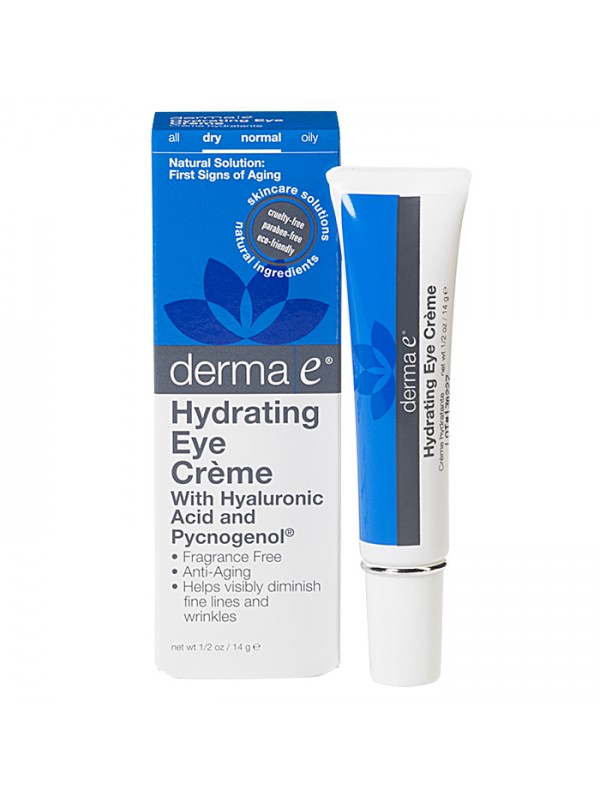 derma e
Hydrating Eye
Crème
Crème hydratante
all dry normal oily
Natural Solution:
First Signs of Aging
skincare solutions
cruelty-free
paraben-free
eco-friendly
natural ingredients
derma e®
Hydrating
Eye
Crème
With Hyaluronic
Acid and
Pycnogenol®
• Fragrance Free
• Anti-Aging
• Helps visibly diminish
fine lines and
wrinkles
net wt 1/2 oz / 14 g ℮
derma e®
Hydrating Eye Crème
Crème hydratante net wt 1/2 oz / 14 g ℮